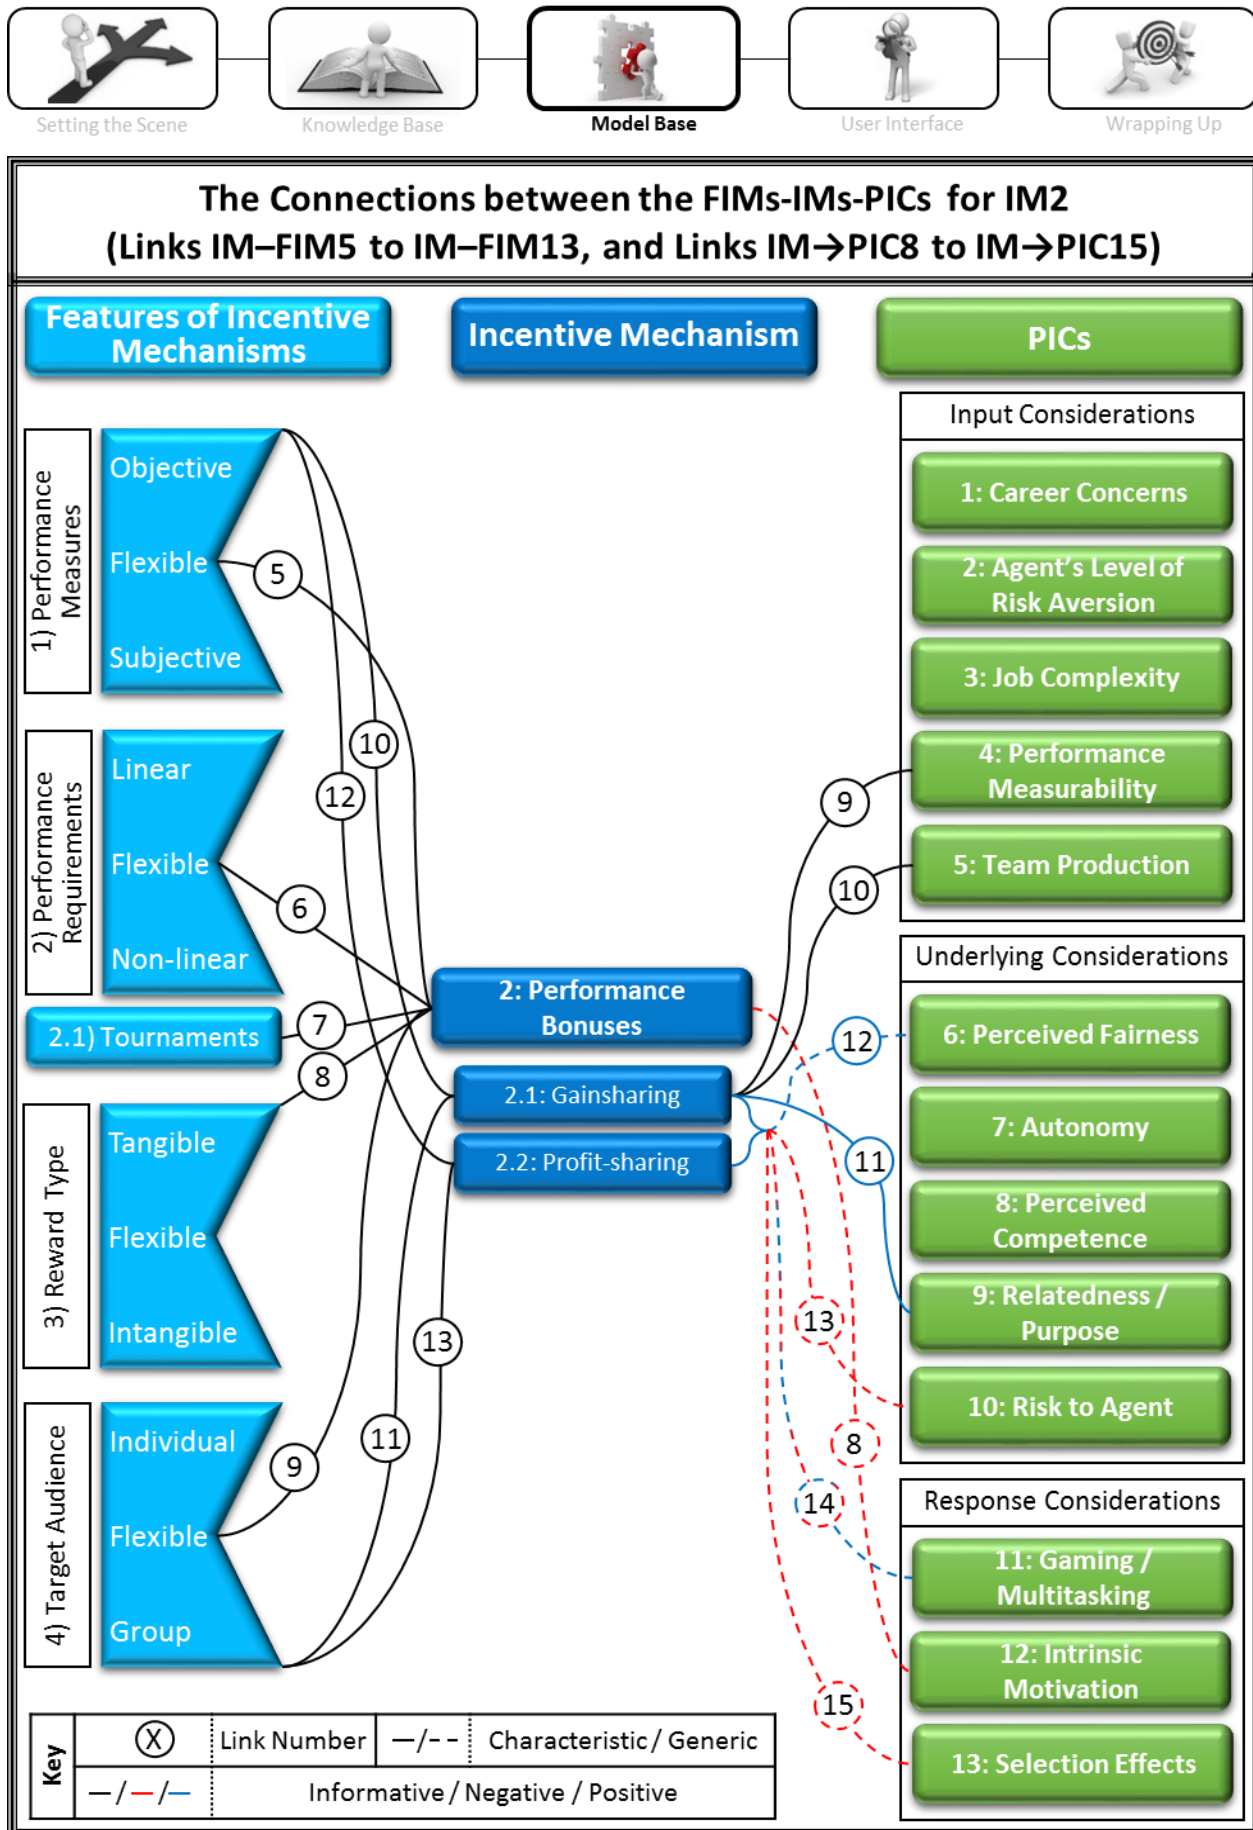 Setting the Scene
Knowledge Base
Model Base
User Interface
Wrapping Up
The Connections between the FIMs-IMs-PICs for IM2
(Links IM–FIM5 to IM–FIM13, and Links IM→PIC8 to IM→PIC15)
Features of Incentive
Mechanisms
Incentive Mechanism
PICs
1) Performance
Measures
Objective
Flexible
Subjective
2) Performance
Requirements
Linear
Flexible
Non-linear
2.1) Tournaments
3) Reward Type
Tangible
Flexible
Intangible
4) Target Audience
Individual
Flexible
Group
5
10
12
6
7
8
9
11
13
2: Performance
Bonuses
2.1: Gainsharing
2.2: Profit-sharing
9
10
12
11
13
8
14
15
Input Considerations
1: Career Concerns
2: Agent's Level of
Risk Aversion
3: Job Complexity
4: Performance
Measurability
5: Team Production
Underlying Considerations
6: Perceived Fairness
7: Autonomy
8: Perceived
Competence
9: Relatedness /
Purpose
10: Risk to Agent
Response Considerations
11: Gaming /
Multitasking
12: Intrinsic
Motivation
13: Selection Effects
Key
X
Link Number
—/--
Characteristic / Generic
—/—/—
Informative / Negative / Positive